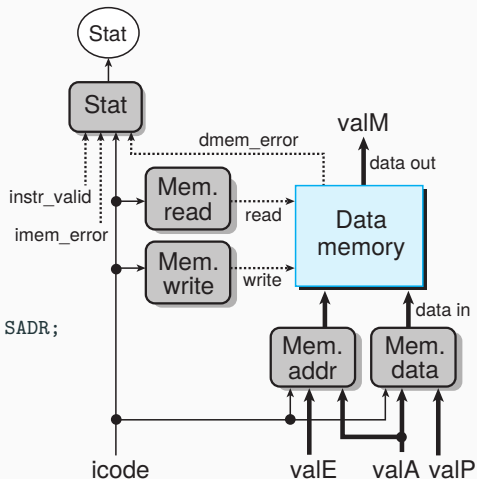 Stat
Stat
valM
dmem_error
data out
instr_valid
imem_error
Mem.
read
read
Data
memory
Mem.
write
write
data in
SADR;
Mem.
addr
Mem.
data
icode
valE
valA
valP